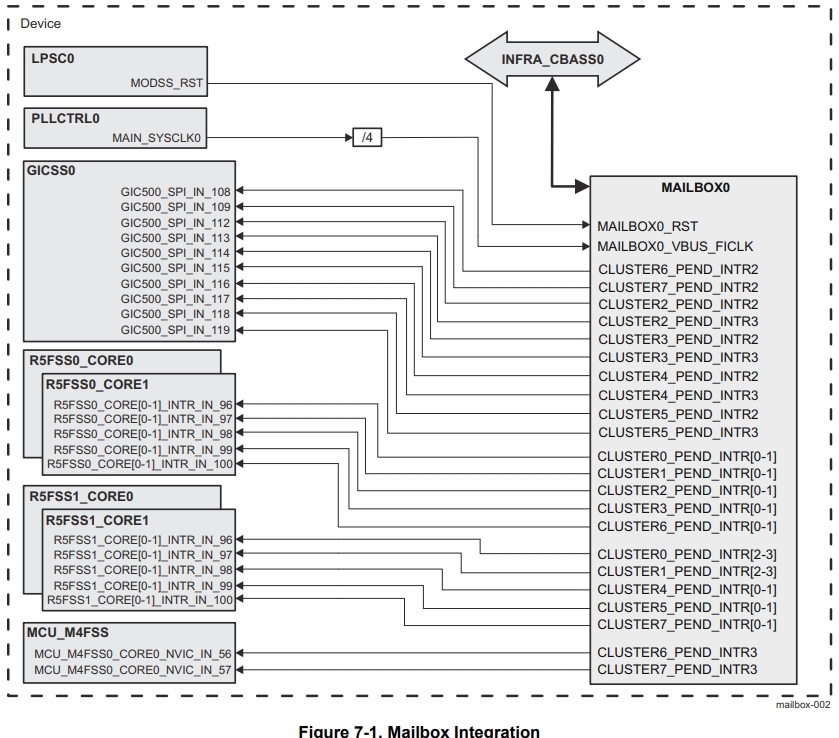 Device
LPSC0
MODSS_RST
INFRA_CBASS0
PLLCTRL0
MAIN_SYSCLK0
/4
GICSS0
GIC500_SPI_IN_108
GIC500_SPI_IN_109
GIC500_SPI_IN_112
GIC500_SPI_IN_113
GIC500_SPI_IN_114
GIC500_SPI_IN_115
GIC500_SPI_IN_116
GIC500_SPI_IN_117
GIC500_SPI_IN_118
GIC500_SPI_IN_119
R5FSS0_CORE0
R5FSS0_CORE1
R5FSS0_CORE[0-1]_INTR_IN_96
R5FSS0_CORE[0-1]_INTR_IN_97
R5FSS0_CORE[0-1]_INTR_IN_98
R5FSS0_CORE[0-1]_INTR_IN_99
R5FSS0_CORE[0-1]_INTR_IN_100
R5FSS1_CORE0
R5FSS1_CORE1
R5FSS1_CORE[0-1]_INTR_IN_96
R5FSS1_CORE[0-1]_INTR_IN_97
R5FSS1_CORE[0-1]_INTR_IN_98
R5FSS1_CORE[0-1]_INTR_IN_99
R5FSS1_CORE[0-1]_INTR_IN_100
MCU_M4FSS
MCU_M4FSS0_CORE0_NVIC_IN_56
MCU_M4FSS0_CORE0_NVIC_IN_57
MAILBOX0
MAILBOX0_RST
MAILBOX0_VBUS_FICLK
CLUSTER6_PEND_INTR2
CLUSTER7_PEND_INTR2
CLUSTER2_PEND_INTR2
CLUSTER2_PEND_INTR3
CLUSTER3_PEND_INTR2
CLUSTER3_PEND_INTR3
CLUSTER4_PEND_INTR2
CLUSTER4_PEND_INTR3
CLUSTER5_PEND_INTR2
CLUSTER5_PEND_INTR3
CLUSTER0_PEND_INTR[0-1]
CLUSTER1_PEND_INTR[0-1]
CLUSTER2_PEND_INTR[0-1]
CLUSTER3_PEND_INTR[0-1]
CLUSTER6_PEND_INTR[0-1]
CLUSTER0_PEND_INTR[2-3]
CLUSTER1_PEND_INTR[2-3]
CLUSTER4_PEND_INTR[0-1]
CLUSTER5_PEND_INTR[0-1]
CLUSTER7_PEND_INTR[0-1]
CLUSTER6_PEND_INTR3
CLUSTER7_PEND_INTR3
mailbox-002
Figure 7-1. Mailbox Integration